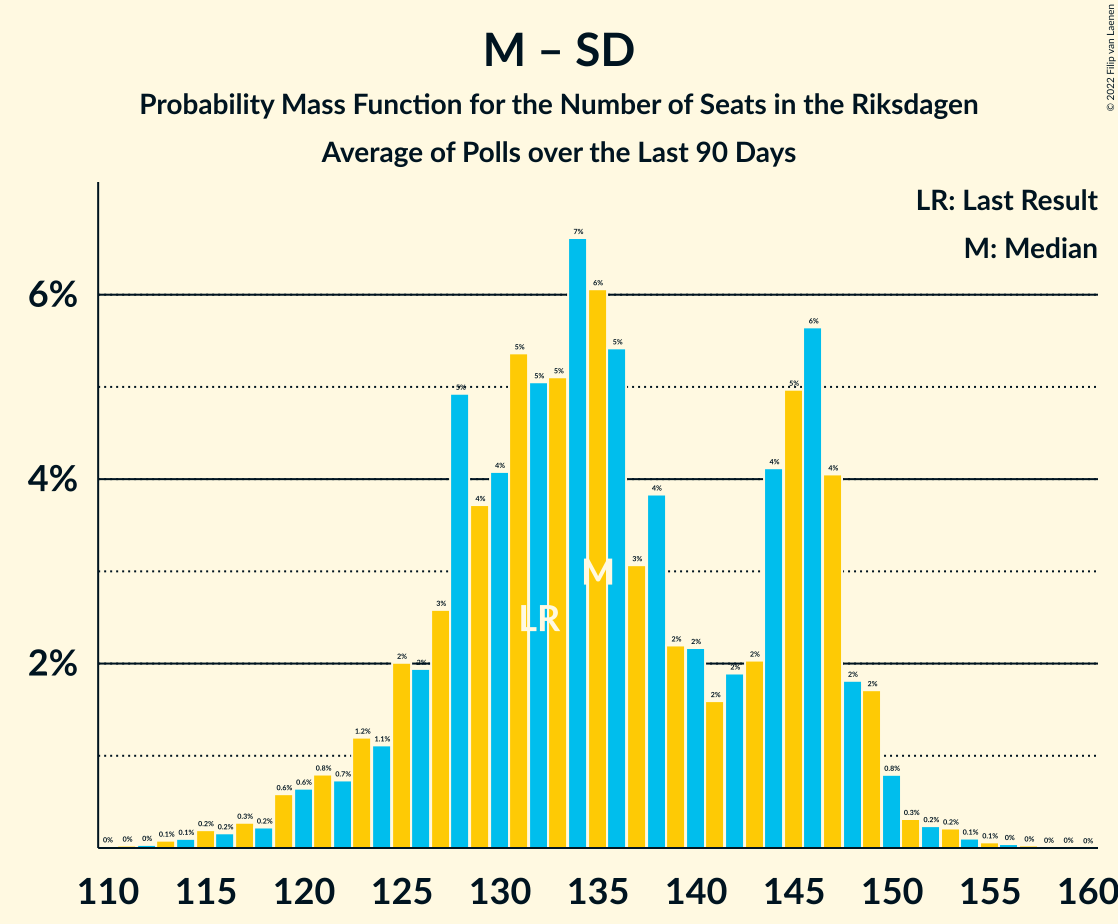 M – SD
Probability Mass Function for the Number of Seats in the Riksdagen
Average of Polls over the Last 90 Days
© 2022 Filip van Laenen
LR: Last Result
M: Median
6%
4%
2%
0% 0% 0% 0.1% 0.1% 0.2% 0.2% 0.3% 0.2% 0.6% 0.6% 0.8% 0.7% 1.2% 1.1% 2% 2% 3% 5% 4% 4% 5% 5% 5% 7% 6% 5% 3% 4% 2% 2% 2% 2% 2% 4% 5% 6% 4% 2% 2% 0.8% 0.3% 0.2% 0.2% 0.1% 0.1% 0% 0% 0% 0% 0%
M
LR
110 115 120 125 130 135 140 145 150 155 160